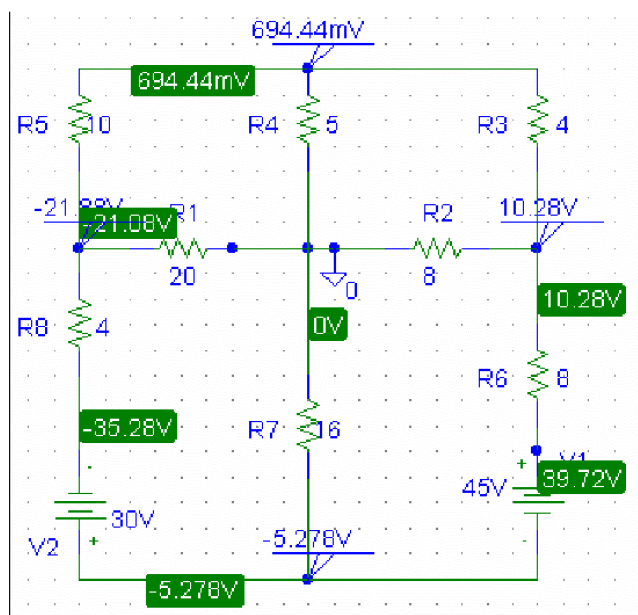 694.44mV
694.44mV
R5 10 R4 5 R3 4
-21.08V R1 R2 10.28V
20 0 8
10.28V
R8 4 0V
R6 8
-35.28V R7 16
+ 39.72V
45V
-
30V
V2 + -5.278V -
-5.278V